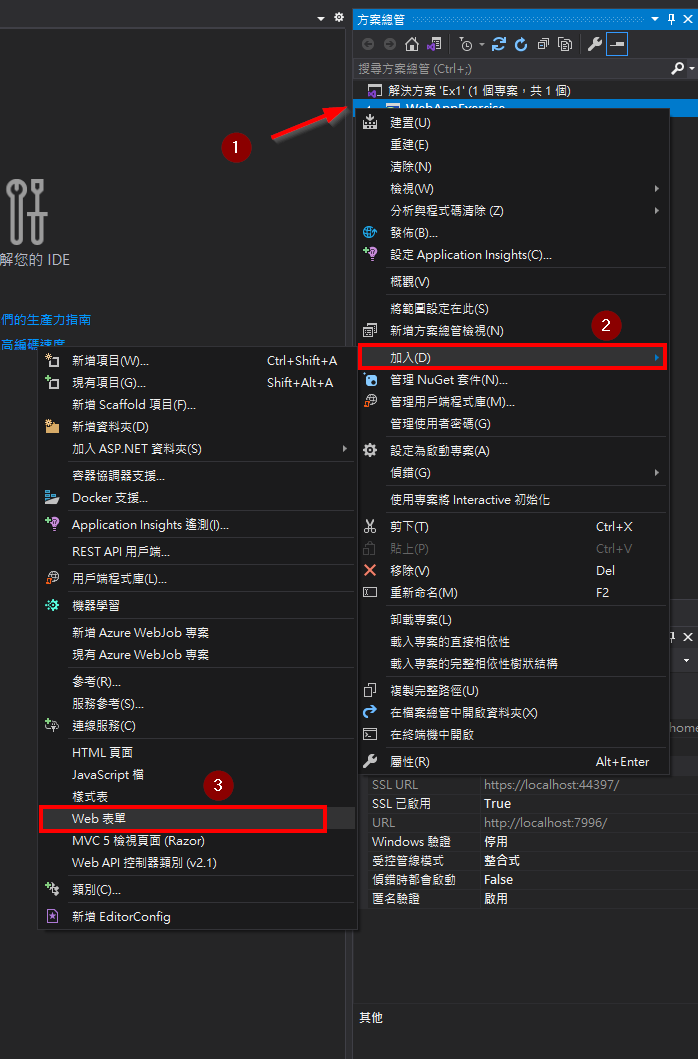 方案總管
搜尋方案總管 (Ctrl+;)
解決方案 'Ex1' (1 個專案，共 1 個)
WebAppExercise
1
解您的 IDE
們的生產力指南
高編碼速度
建置(U)
重建(E)
清除(N)
檢視(W)
分析與程式碼清除 (Z)
發佈(B)...
設定 Application Insights(C)...
概觀(V)
將範圍設定在此(S)
新增方案總管檢視(N)
2
加入(D)
管理 NuGet 套件(N)...
管理用戶端程式庫(M)...
管理使用者密碼(G)
設定為啟動專案(A)
偵錯(G)
使用專案將 Interactive 初始化
剪下(T) Ctrl+X
貼上(P) Ctrl+V
移除(V) Del
重新命名(M) F2
卸載專案(L)
載入專案的直接相依性
載入專案的完整相依性樹狀結構
複製完整路徑(U)
在檔案總管中開啟資料夾(X)
在終端機中開啟
屬性(R) Alt+Enter
新增項目(W)... Ctrl+Shift+A
現有項目(G)... Shift+Alt+A
新增 Scaffold 項目(F)...
新增資料夾(D)
加入 ASP.NET 資料夾(S)
容器協調器支援...
Docker 支援...
Application Insights 遙測(I)...
REST API 用戶端...
用戶端程式庫(L)...
機器學習
新增 Azure WebJob 專案
現有 Azure WebJob 專案
參考(R)...
服務參考(S)...
連線服務(C)
HTML 頁面
JavaScript 檔
樣式表
3
Web 表單
MVC 5 檢視頁面 (Razor)
Web API 控制器類別 (v2.1)
類別(C)...
新增 EditorConfig
home
SSL URL https://localhost:44397/
SSL 已啟用 True
URL http://localhost:7996/
Windows 驗證 停用
受控管線模式 整合式
偵錯時都會啟動 False
匿名驗證 啟用
其他